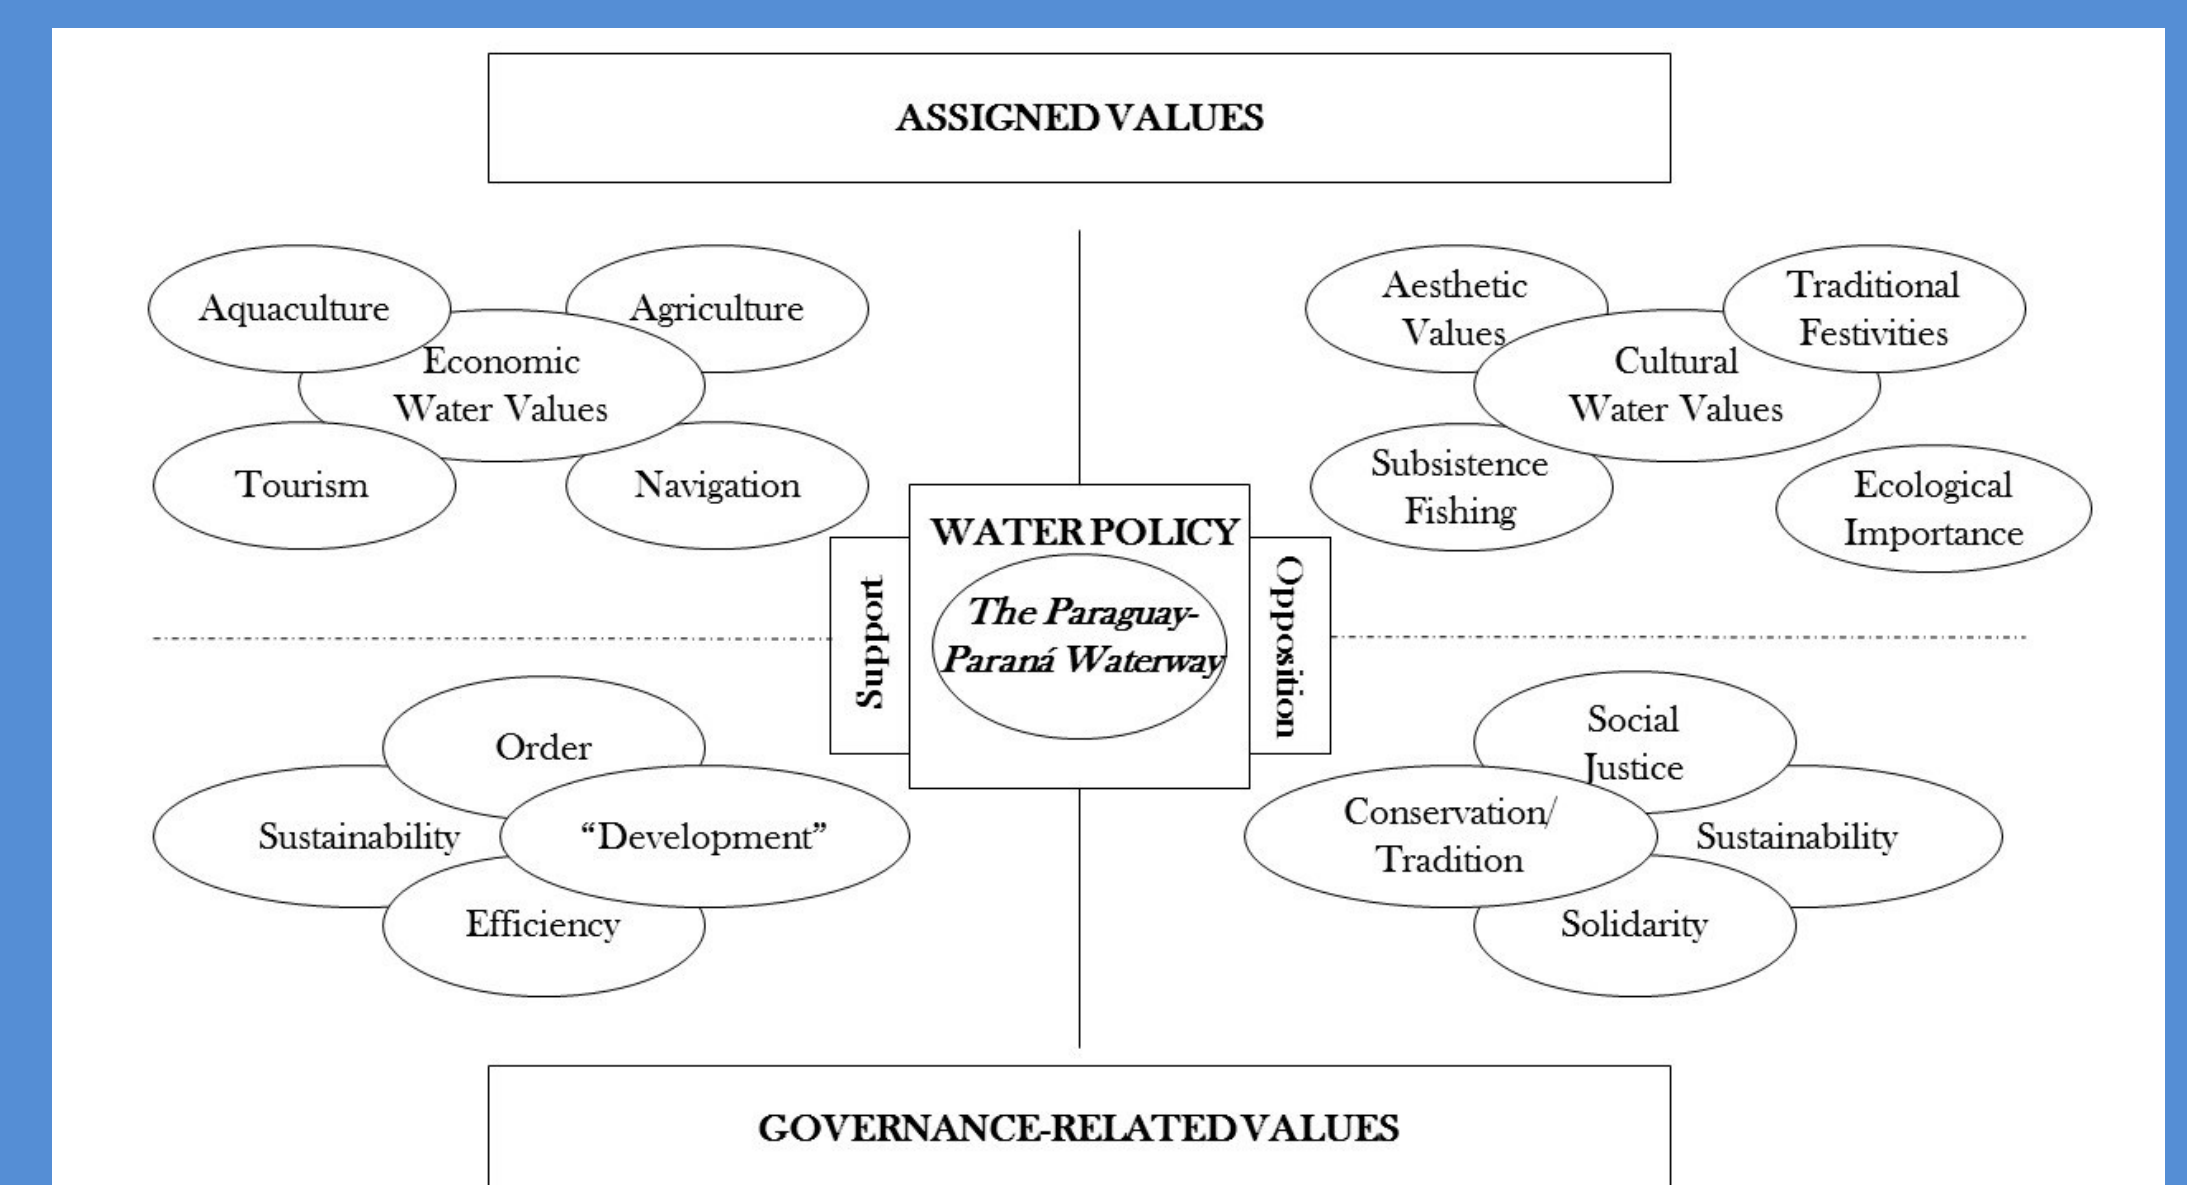 ASSIGNED VALUES
Aquaculture
Agriculture
Economic
Water Values
Tourism
Navigation
Aesthetic
Values
Traditional
Festivities
Cultural
Water Values
Subsistence
Fishing
Ecological
Importance
WATER POLICY
The Paraguay-
Paraná Waterway
Support
Opposition
Order
Sustainability
“Development”
Efficiency
Social
Justice
Conservation/
Tradition
Sustainability
Solidarity
GOVERNANCE-RELATED VALUES